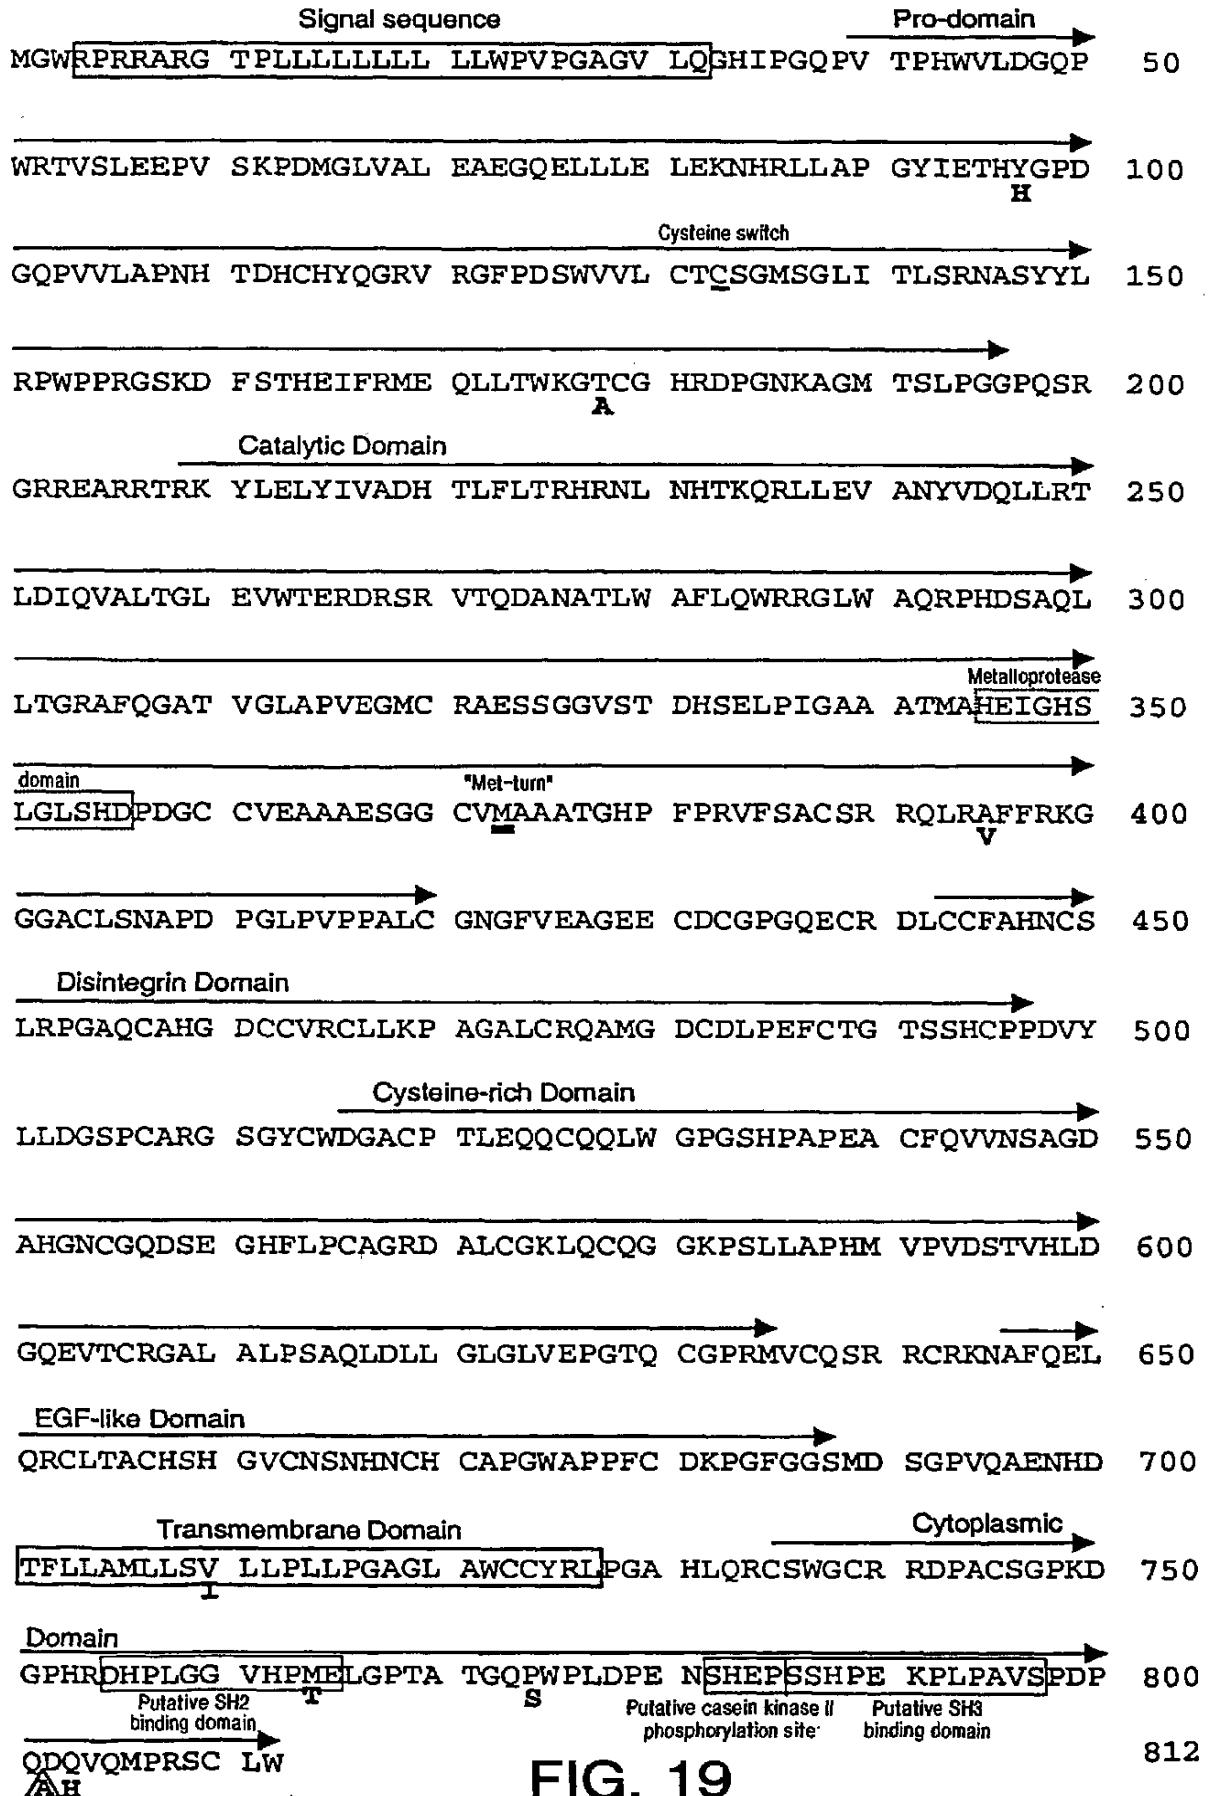 Signal sequence Pro-domain
MGWRPRRARG TPLLLLLLLL LLWPVPGAGV LQGHIPGQPV TPHWVLDGQP 50
WRTVSLEEPV SKPDMGLVAL EAEGQELLLE LEKNHRLLAP GYIETHYGPD 100
H
Cysteine switch
GQPVVLAPNH TDHCHYQGRV RGFPDSWVVL CTCSGMSGLI TLSRNASYYL 150
RPWPPRGSKD FSTHEIFRME QLLTWKGTCG HRDPGNKAGM TSLPGGPQSR 200
A
Catalytic Domain
GRREARRTRK YLELYIVADH TLFLTRHRNL NHTKQRLLEV ANYVDQLLRT 250
LDIQVALTGL EVWTERDRSR VTQDANATLW AFLQWRRGLW AQRPHDSAQL 300
Metalloprotease
LTGRAFQGAT VGLAPVEGMC RAESSGGVST DHSELPIGAA ATMAHEIGHS 350
domain "Met-turn"
LGLSHDPDGC CVEAAAESGG CVMAAATGHP FPRVFSACSR RQLRAFFRKG 400
V
GGACLSNAPD PGLPVPPALC GNGFVEAGEE CDCGPGQECR DLCCFAHNCS 450
Disintegrin Domain
LRPGAQCAHG DCCVRCLLKP AGALCRQAMG DCDLPEFCTG TSSHCPPDVY 500
Cysteine-rich Domain
LLDGSPCARG SGYCWDGACP TLEQQCQQLW GPGSHPAPEA CFQVVNSAGD 550
AHGNCGQDSE GHFLPCAGRD ALCGKLQCQG GKPSLLAPHM VPVDSTVHLD 600
GQEVTCRGAL ALPSAQLDLL GLGLVEPGTQ CGPRMVCQSR RCRKNAFQEL 650
EGF-like Domain
QRCLTACHSH GVCNSNHNCH CAPGWAPPFC DKPGFGGSMD SGPVQAENHD 700
Transmembrane Domain Cytoplasmic
TFLLAMLLSV LLPLLPGAGL AWCCYRLPGA HLQRCSWGCR RDPACSGPKD 750
I
Domain
GPHRDHPLGG VHPMELGPTA TGQPWPLDPE NSHEPSSHPE KPLPAVSPDP 800
T S
Putative SH2 Putative casein kinase II Putative SH3
binding domain phosphorylation site binding domain
QDQVQMPRSC LW 812
A H
FIG. 19